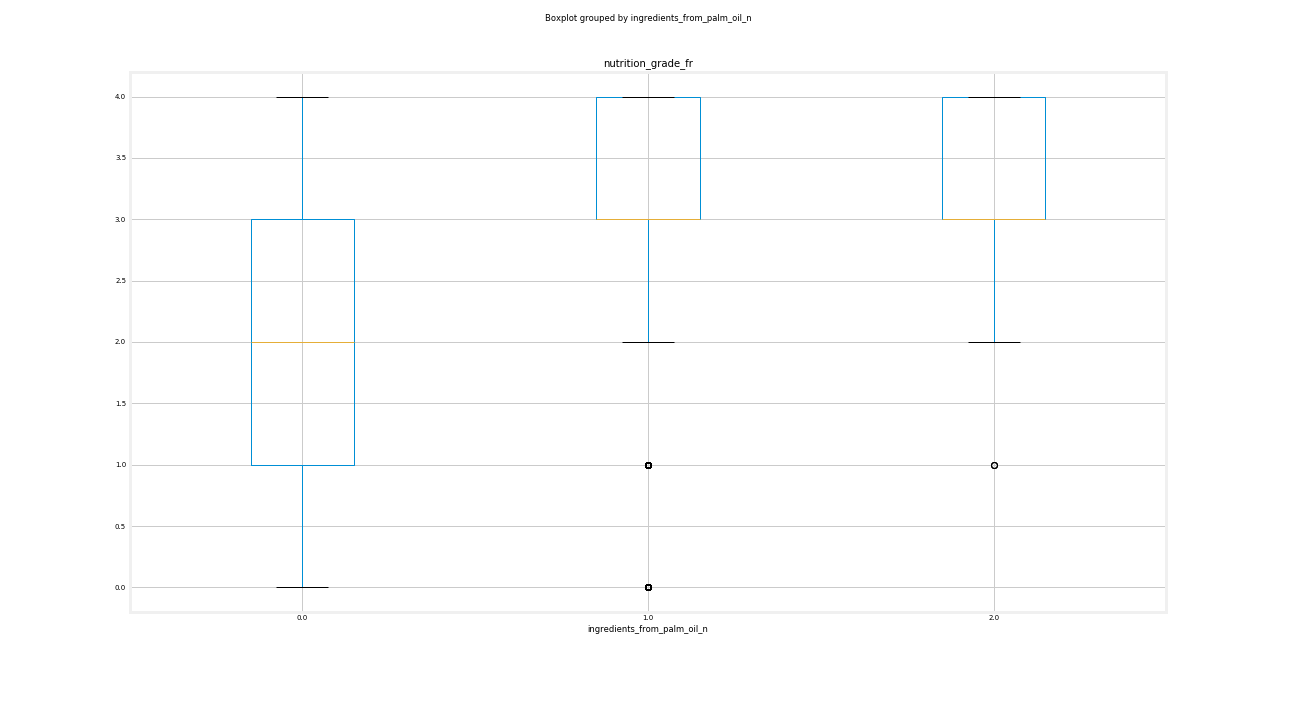 Boxplot grouped by ingredients_from_palm_oil_n
nutrition_grade_fr
4.0
3.5
3.0
2.5
2.0
1.5
1.0
0.5
0.0
0.0 1.0 2.0
ingredients_from_palm_oil_n